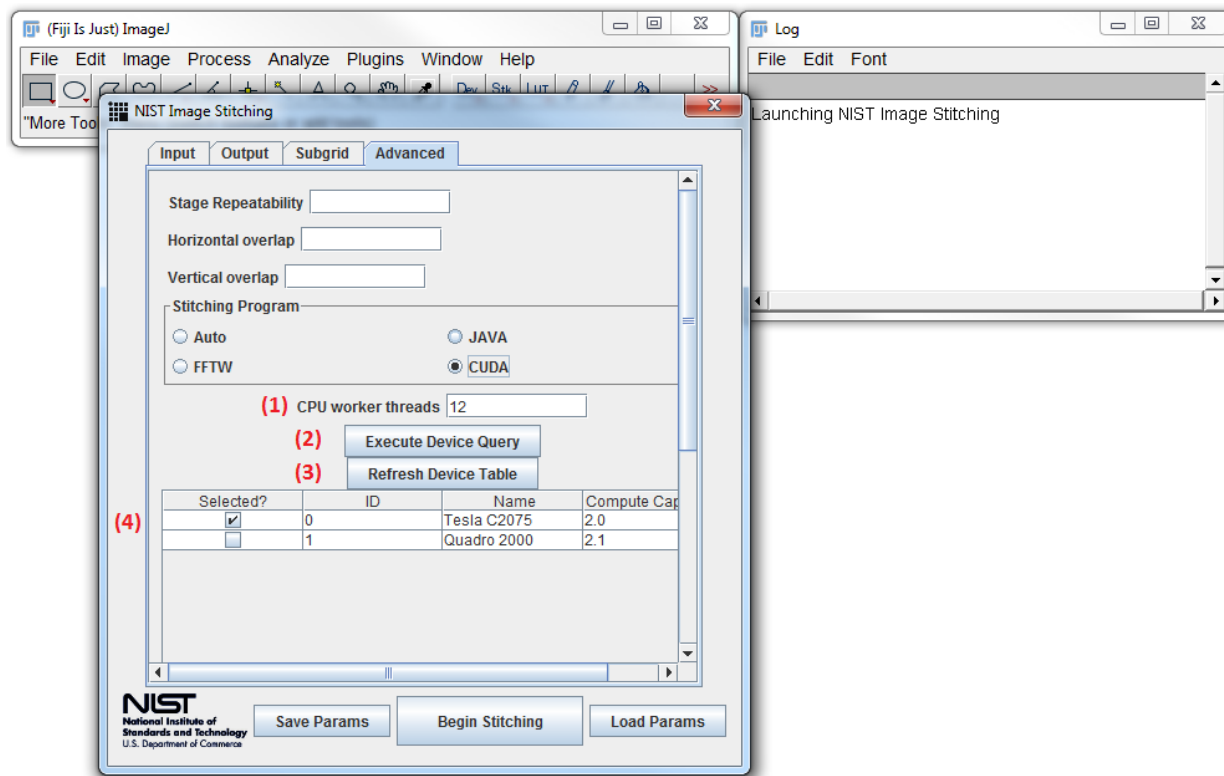 (Fiji Is Just) ImageJ
File Edit Image Process Analyze Plugins Window Help
Dev Stk LUT >>
"More Too
Log
File Edit Font
Launching NIST Image Stitching
NIST Image Stitching
Input Output Subgrid Advanced
Stage Repeatability
Horizontal overlap
Vertical overlap
Stitching Program
Auto JAVA
FFTW CUDA
(1) CPU worker threads 12
(2) Execute Device Query
(3) Refresh Device Table
Selected? ID Name Compute Cap
(4) 0 Tesla C2075 2.0
1 Quadro 2000 2.1
NIST
National Institute of
Standards and Technology
U.S. Department of Commerce
Save Params Begin Stitching Load Params